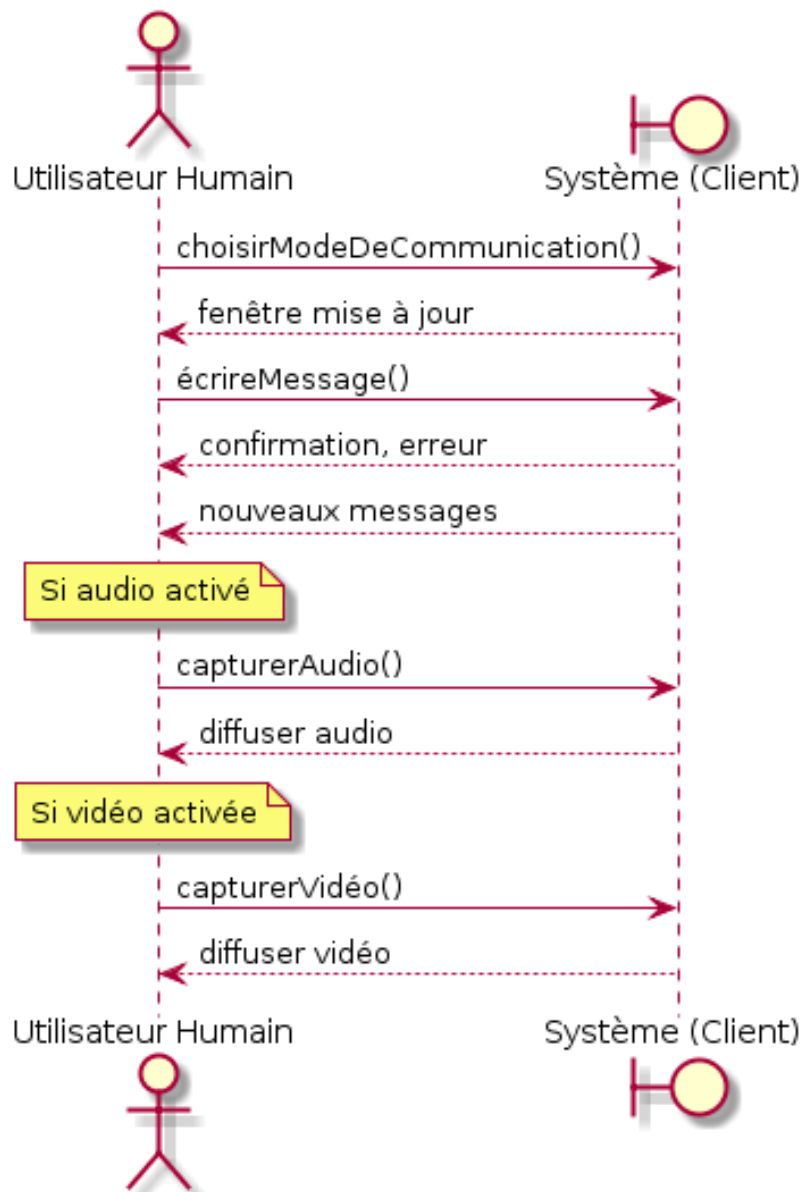 Utilisateur Humain
Système (Client)
choisirModeDeCommunication()
fenêtre mise à jour
écrireMessage()
confirmation, erreur
nouveaux messages
Si audio activé
capturerAudio()
diffuser audio
Si vidéo activée
capturerVidéo()
diffuser vidéo
Utilisateur Humain
Système (Client)